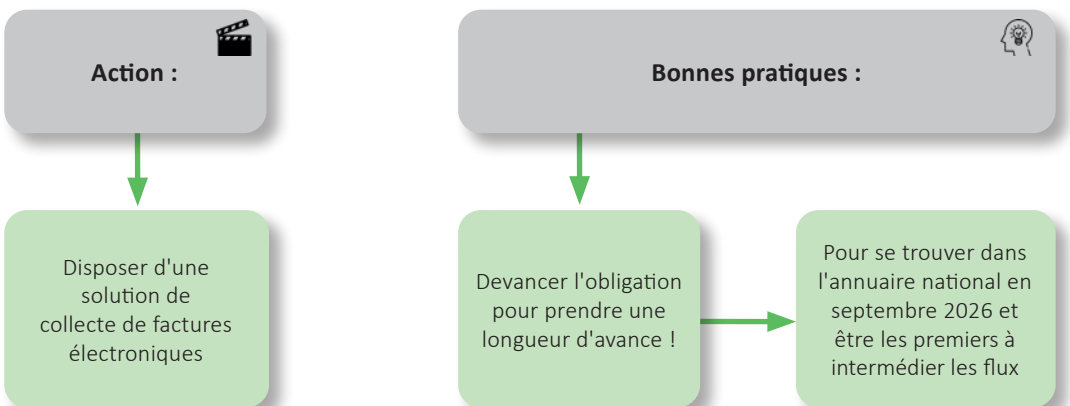 Action :
Bonnes pratiques :
Disposer d'une
solution de
collecte de factures
électroniques
Devancer l'obligation
pour prendre une
longueur d'avance !
Pour se trouver dans
l'annuaire national en
septembre 2026 et
être les premiers à
intermédier les flux